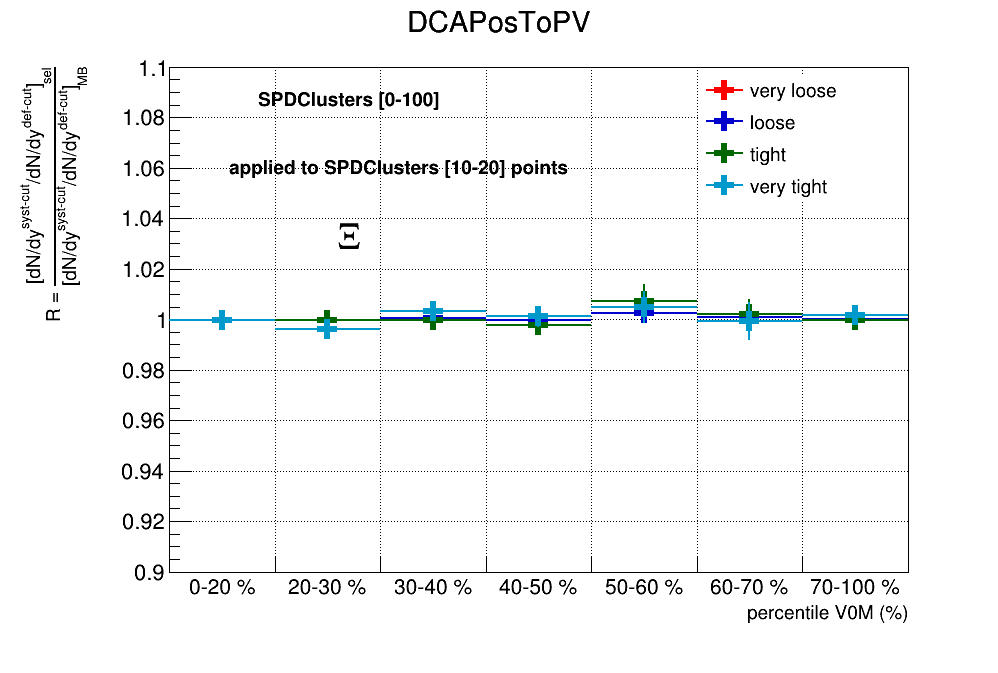 DCAPosToPV
R = [dN/dy^syst-cut/dN/dy^def-cut]_sel
[dN/dy^syst-cut/dN/dy^def-cut]_MB
SPDClusters [0-100]
applied to SPDClusters [10-20] points
Ξ
very loose
loose
tight
very tight
1.1
1.08
1.06
1.04
1.02
1
0.98
0.96
0.94
0.92
0.9
0-20 % 20-30 % 30-40 % 40-50 % 50-60 % 60-70 % 70-100 %
percentile V0M (%)